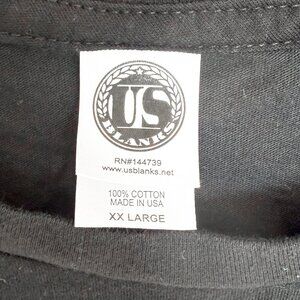 US
BLANKS
RN#144739
www.usblanks.net
100% COTTON
MADE IN USA
XX LARGE